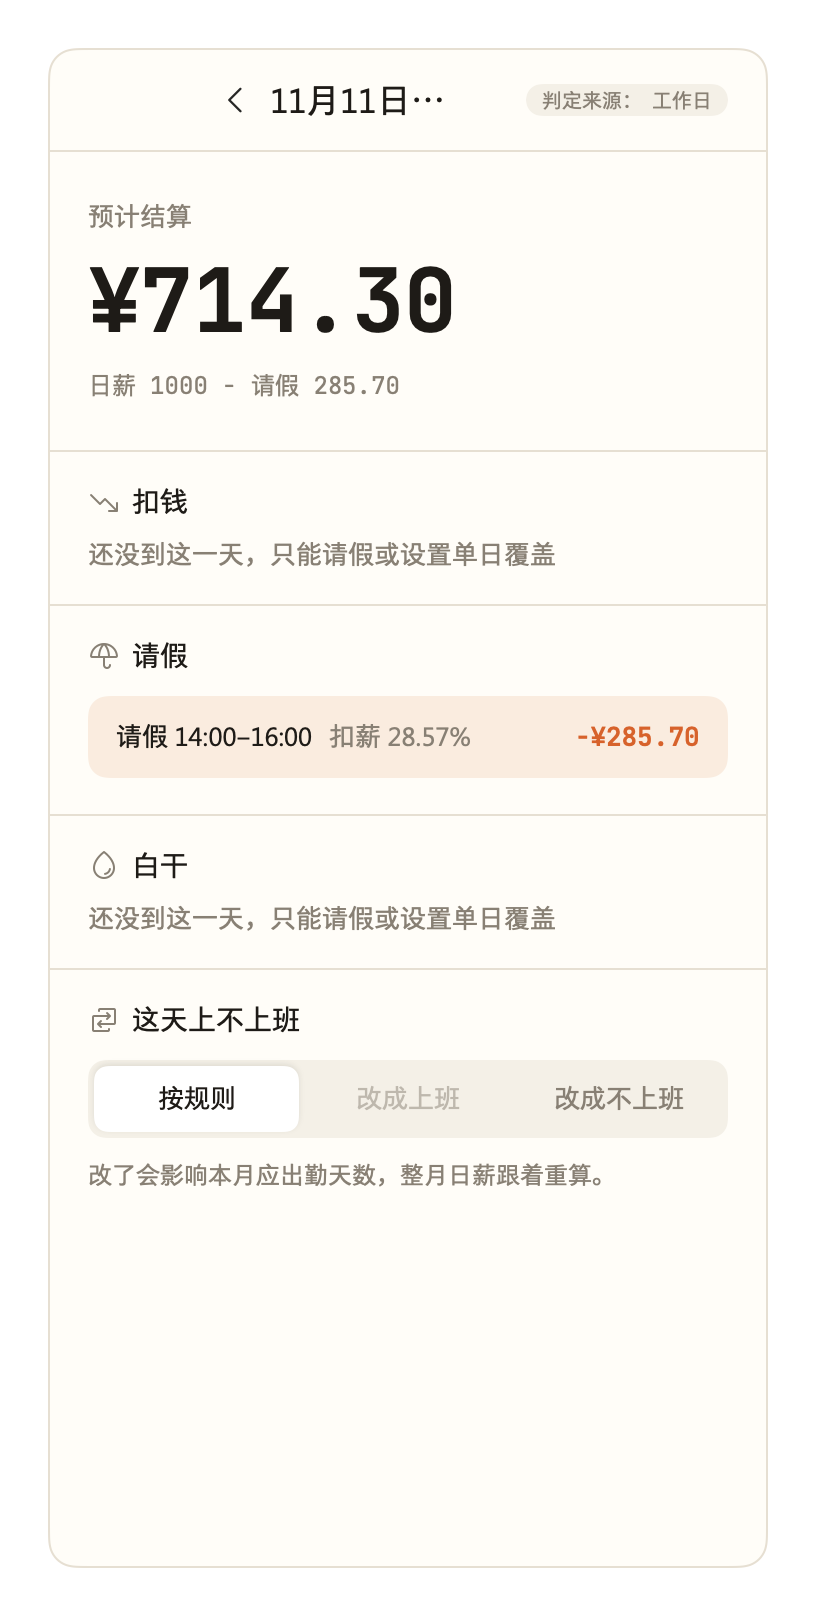 11月11日…
判定来源： 工作日
预计结算
¥714.30
日薪 1000 - 请假 285.70
扣钱
还没到这一天，只能请假或设置单日覆盖
请假
请假 14:00–16:00 扣薪 28.57% -¥285.70
白干
还没到这一天，只能请假或设置单日覆盖
这天上不上班
按规则 改成上班 改成不上班
改了会影响本月应出勤天数，整月日薪跟着重算。